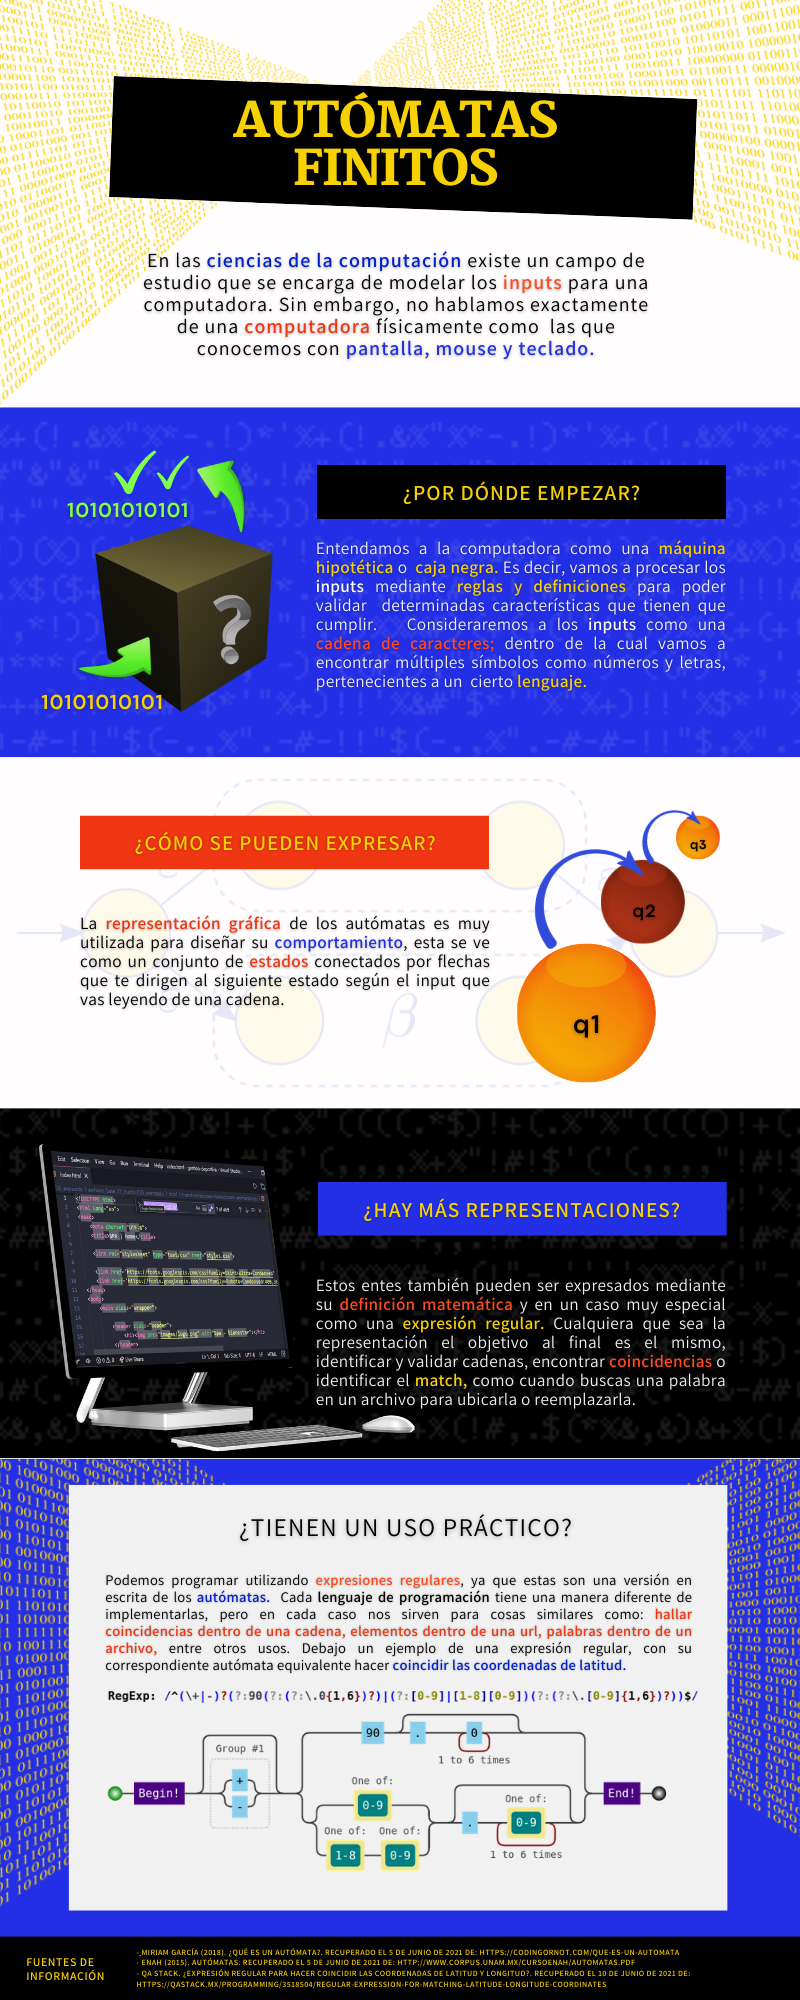 AUTÓMATAS
FINITOS
En las ciencias de la computación existe un campo de
estudio que se encarga de modelar los inputs para una
computadora. Sin embargo, no hablamos exactamente
de una computadora físicamente como las que
conocemos con pantalla, mouse y teclado.
10101010101
?
10101010101
¿POR DÓNDE EMPEZAR?
Entendamos a la computadora como una máquina
hipotética o caja negra. Es decir, vamos a procesar los
inputs mediante reglas y definiciones para poder
validar determinadas características que tienen que
cumplir. Consideraremos a los inputs como una
cadena de caracteres; dentro de la cual vamos a
encontrar múltiples símbolos como números y letras,
pertenecientes a un cierto lenguaje.
¿CÓMO SE PUEDEN EXPRESAR?
La representación gráfica de los autómatas es muy
utilizada para diseñar su comportamiento, esta se ve
como un conjunto de estados conectados por flechas
que te dirigen al siguiente estado según el input que
vas leyendo de una cadena.
q3
q2
q1
β
¿HAY MÁS REPRESENTACIONES?
Estos entes también pueden ser expresados mediante
su definición matemática y en un caso muy especial
como una expresión regular. Cualquiera que sea la
representación el objetivo al final es el mismo,
identificar y validar cadenas, encontrar coincidencias o
identificar el match, como cuando buscas una palabra
en un archivo para ubicarla o reemplazarla.
¿TIENEN UN USO PRÁCTICO?
Podemos programar utilizando expresiones regulares, ya que estas son una versión en
escrita de los autómatas. Cada lenguaje de programación tiene una manera diferente de
implementarlas, pero en cada caso nos sirven para cosas similares como: hallar
coincidencias dentro de una cadena, elementos dentro de una url, palabras dentro de un
archivo, entre otros usos. Debajo un ejemplo de una expresión regular, con su
correspondiente autómata equivalente hacer coincidir las coordenadas de latitud.
RegExp: /^(\+|-)?(?:90(?:(?:\.0{1,6})?)|(?:[0-9]|[1-8][0-9])(?:(?:\.[0-9]{1,6})?))$/
90 . 0
Group #1
1 to 6 times
+
One of:
Begin!
End!
-
0-9
One of:
One of: One of:
. 0-9
1-8 0-9
1 to 6 times
FUENTES DE
INFORMACIÓN
- MIRIAM GARCÍA (2018). ¿QUÉ ES UN AUTÓMATA?. RECUPERADO EL 5 DE JUNIO DE 2021 DE: HTTPS://CODINGORNOT.COM/QUE-ES-UN-AUTOMATA
- ENAH (2015). AUTÓMATAS. RECUPERADO EL 5 DE JUNIO DE 2021 DE: HTTP://WWW.CORPUS.UNAM.MX/CURSOENAH/AUTOMATAS.PDF
- QA STACK. ¿EXPRESIÓN REGULAR PARA HACER COINCIDIR LAS COORDENADAS DE LATITUD Y LONGITUD?. RECUPERADO EL 10 DE JUNIO DE 2021 DE:
HTTPS://QASTACK.MX/PROGRAMMING/3518504/REGULAR-EXPRESSION-FOR-MATCHING-LATITUDE-LONGITUDE-COORDINATES